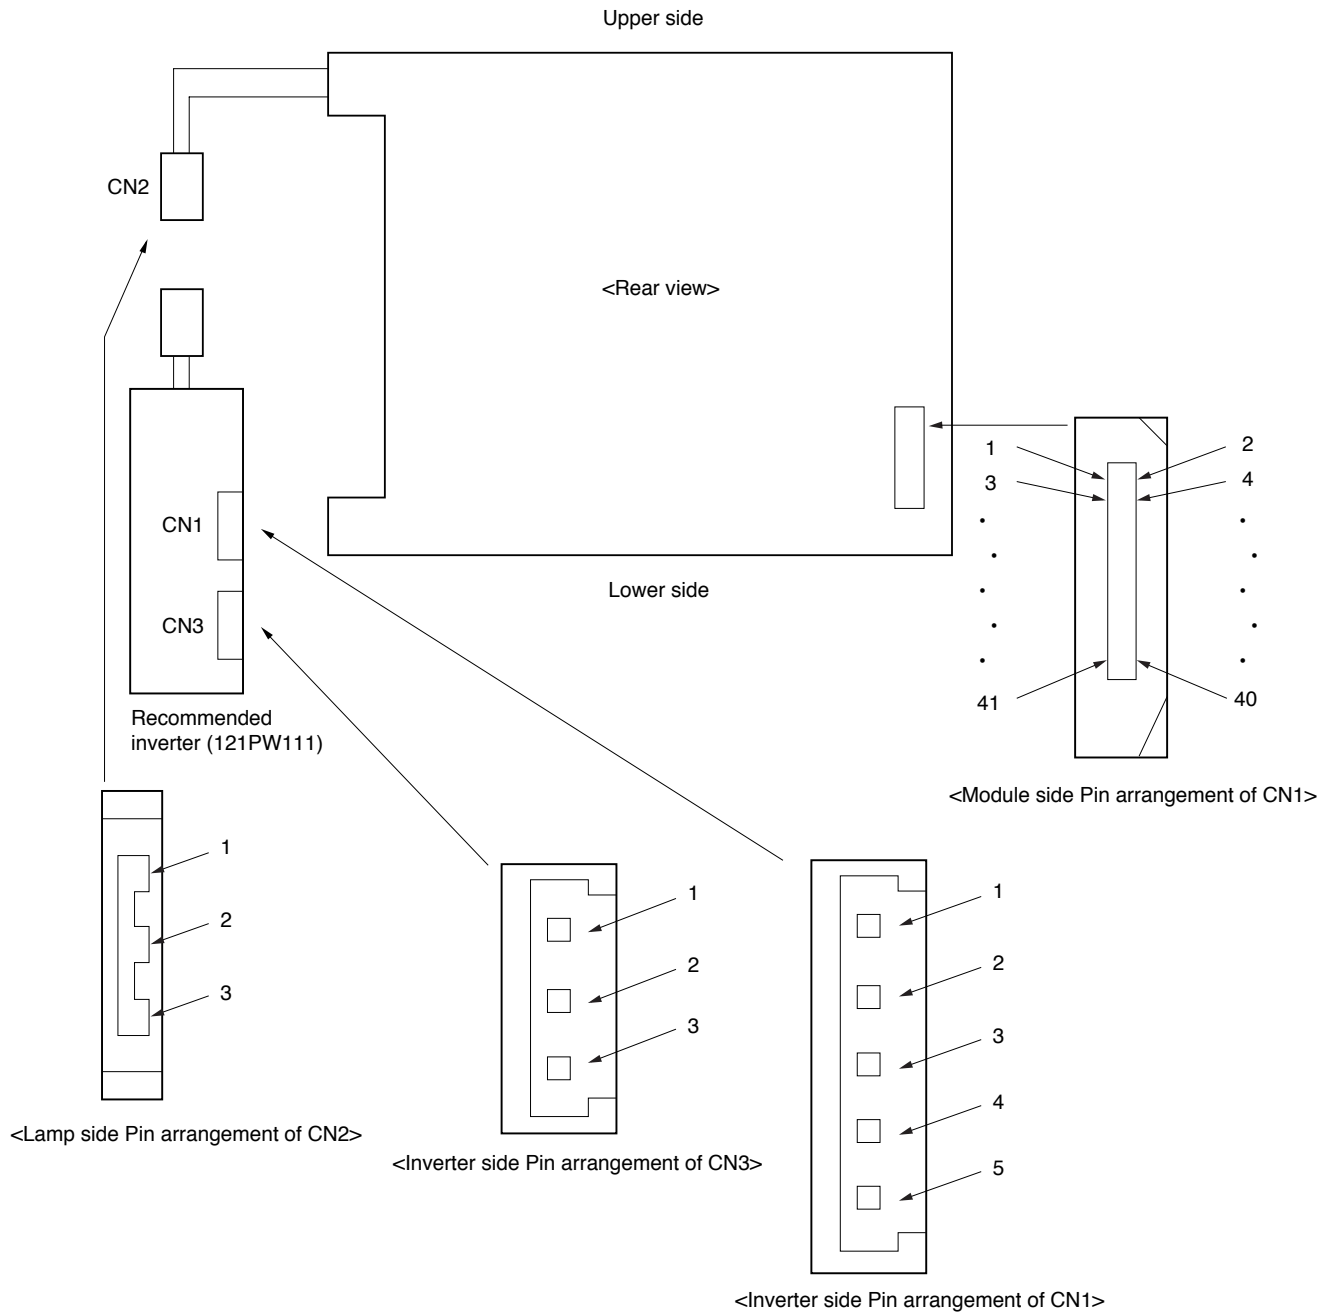 Upper side
CN2
<Rear view>
1
2
3
4
CN1
Lower side
CN3
41
40
Recommended
inverter (121PW111)
<Module side Pin arrangement of CN1>
1
2
3
<Lamp side Pin arrangement of CN2>
1
2
3
<Inverter side Pin arrangement of CN3>
1
2
3
4
5
<Inverter side Pin arrangement of CN1>